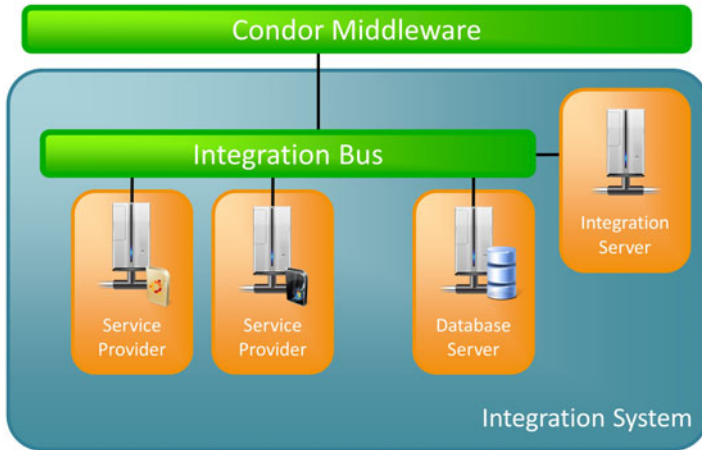 Condor Middleware
Integration Bus
Integration
Server
Service
Provider
Service
Provider
Database
Server
Integration System